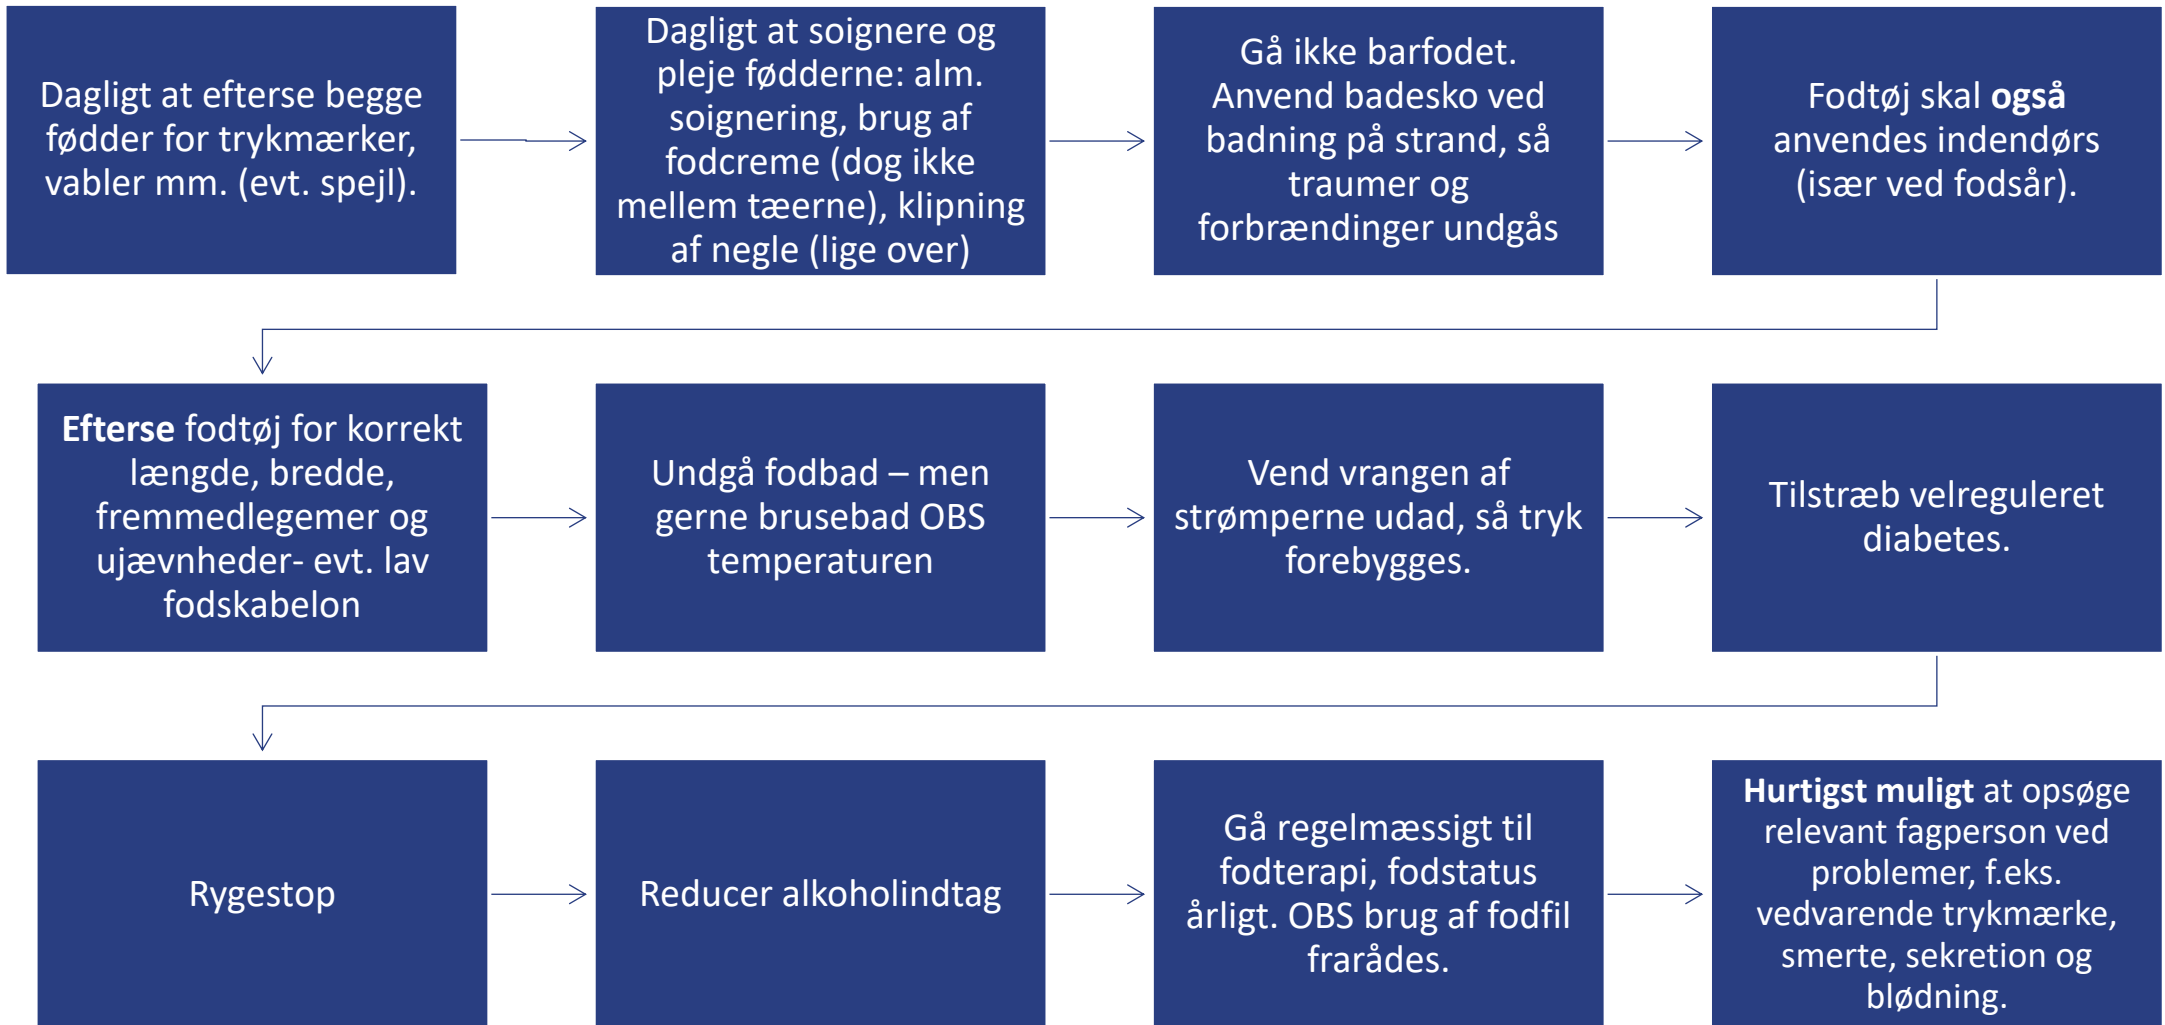 Dagligt at efterse begge
fødder for trykmærker,
vabler mm. (evt. spejl).
Dagligt at soignere og
pleje fødderne: alm.
soignering, brug af
fodcreme (dog ikke
mellem tæerne), klipning
af negle (lige over)
Gå ikke barfodet.
Anvend badesko ved
badning på strand, så
traumer og
forbrændinger undgås
Fodtøj skal også
anvendes indendørs
(især ved fodsår).
Efterse fodtøj for korrekt
længde, bredde,
fremmedlegemer og
ujævnheder- evt. lav
fodskabelon
Undgå fodbad – men
gerne brusebad OBS
temperaturen
Vend vrangen af
strømperne udad, så tryk
forebygges.
Tilstræb velreguleret
diabetes.
Rygestop
Reducer alkoholindtag
Gå regelmæssigt til
fodterapi, fodstatus
årligt. OBS brug af fodfil
frarådes.
Hurtigst muligt at opsøge
relevant fagperson ved
problemer, f.eks.
vedvarende trykmærke,
smerte, sekretion og
blødning.